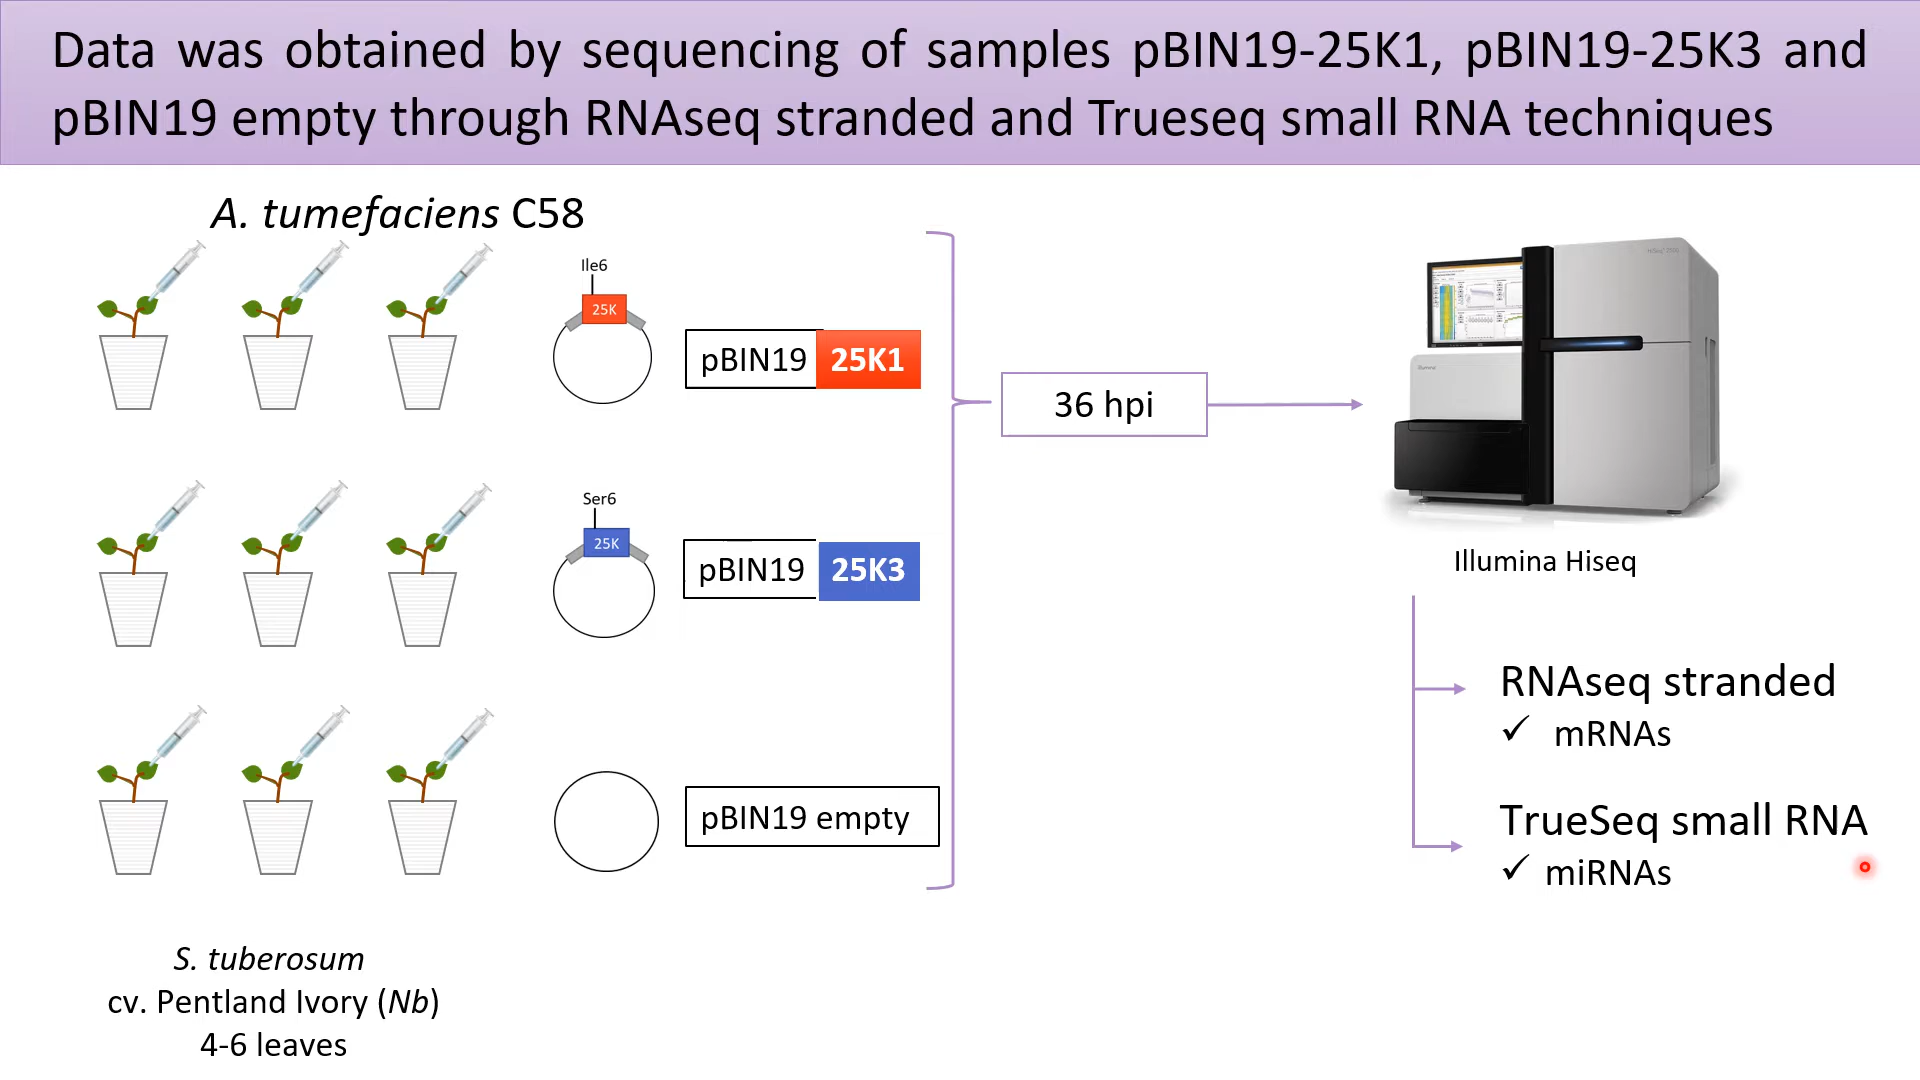 Data was obtained by sequencing of samples pBIN19-25K1, pBIN19-25K3 and
pBIN19 empty through RNAseq stranded and Trueseq small RNA techniques
A. tumefaciens C58
Ile6
25K
pBIN19 25K1
Ser6
25K
pBIN19 25K3
pBIN19 empty
36 hpi
Illumina Hiseq
RNAseq stranded
✓ mRNAs
TrueSeq small RNA
✓ miRNAs
S. tuberosum
cv. Pentland Ivory (Nb)
4-6 leaves